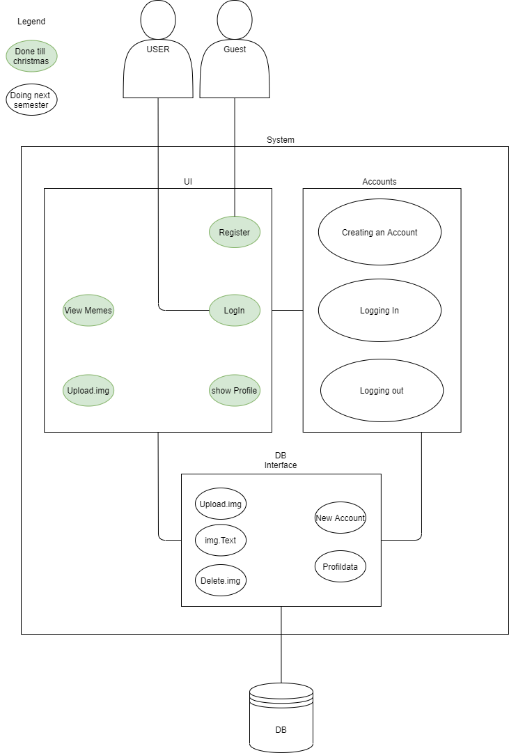 Legend
Done till
christmas
Doing next
semester
USER
Guest
System
UI
Accounts
Register
Creating an Account
View Memes
LogIn
Logging In
Upload.img
show Profile
Logging out
DB
Interface
Upload.img
New Account
img.Text
Profildata
Delete.img
DB